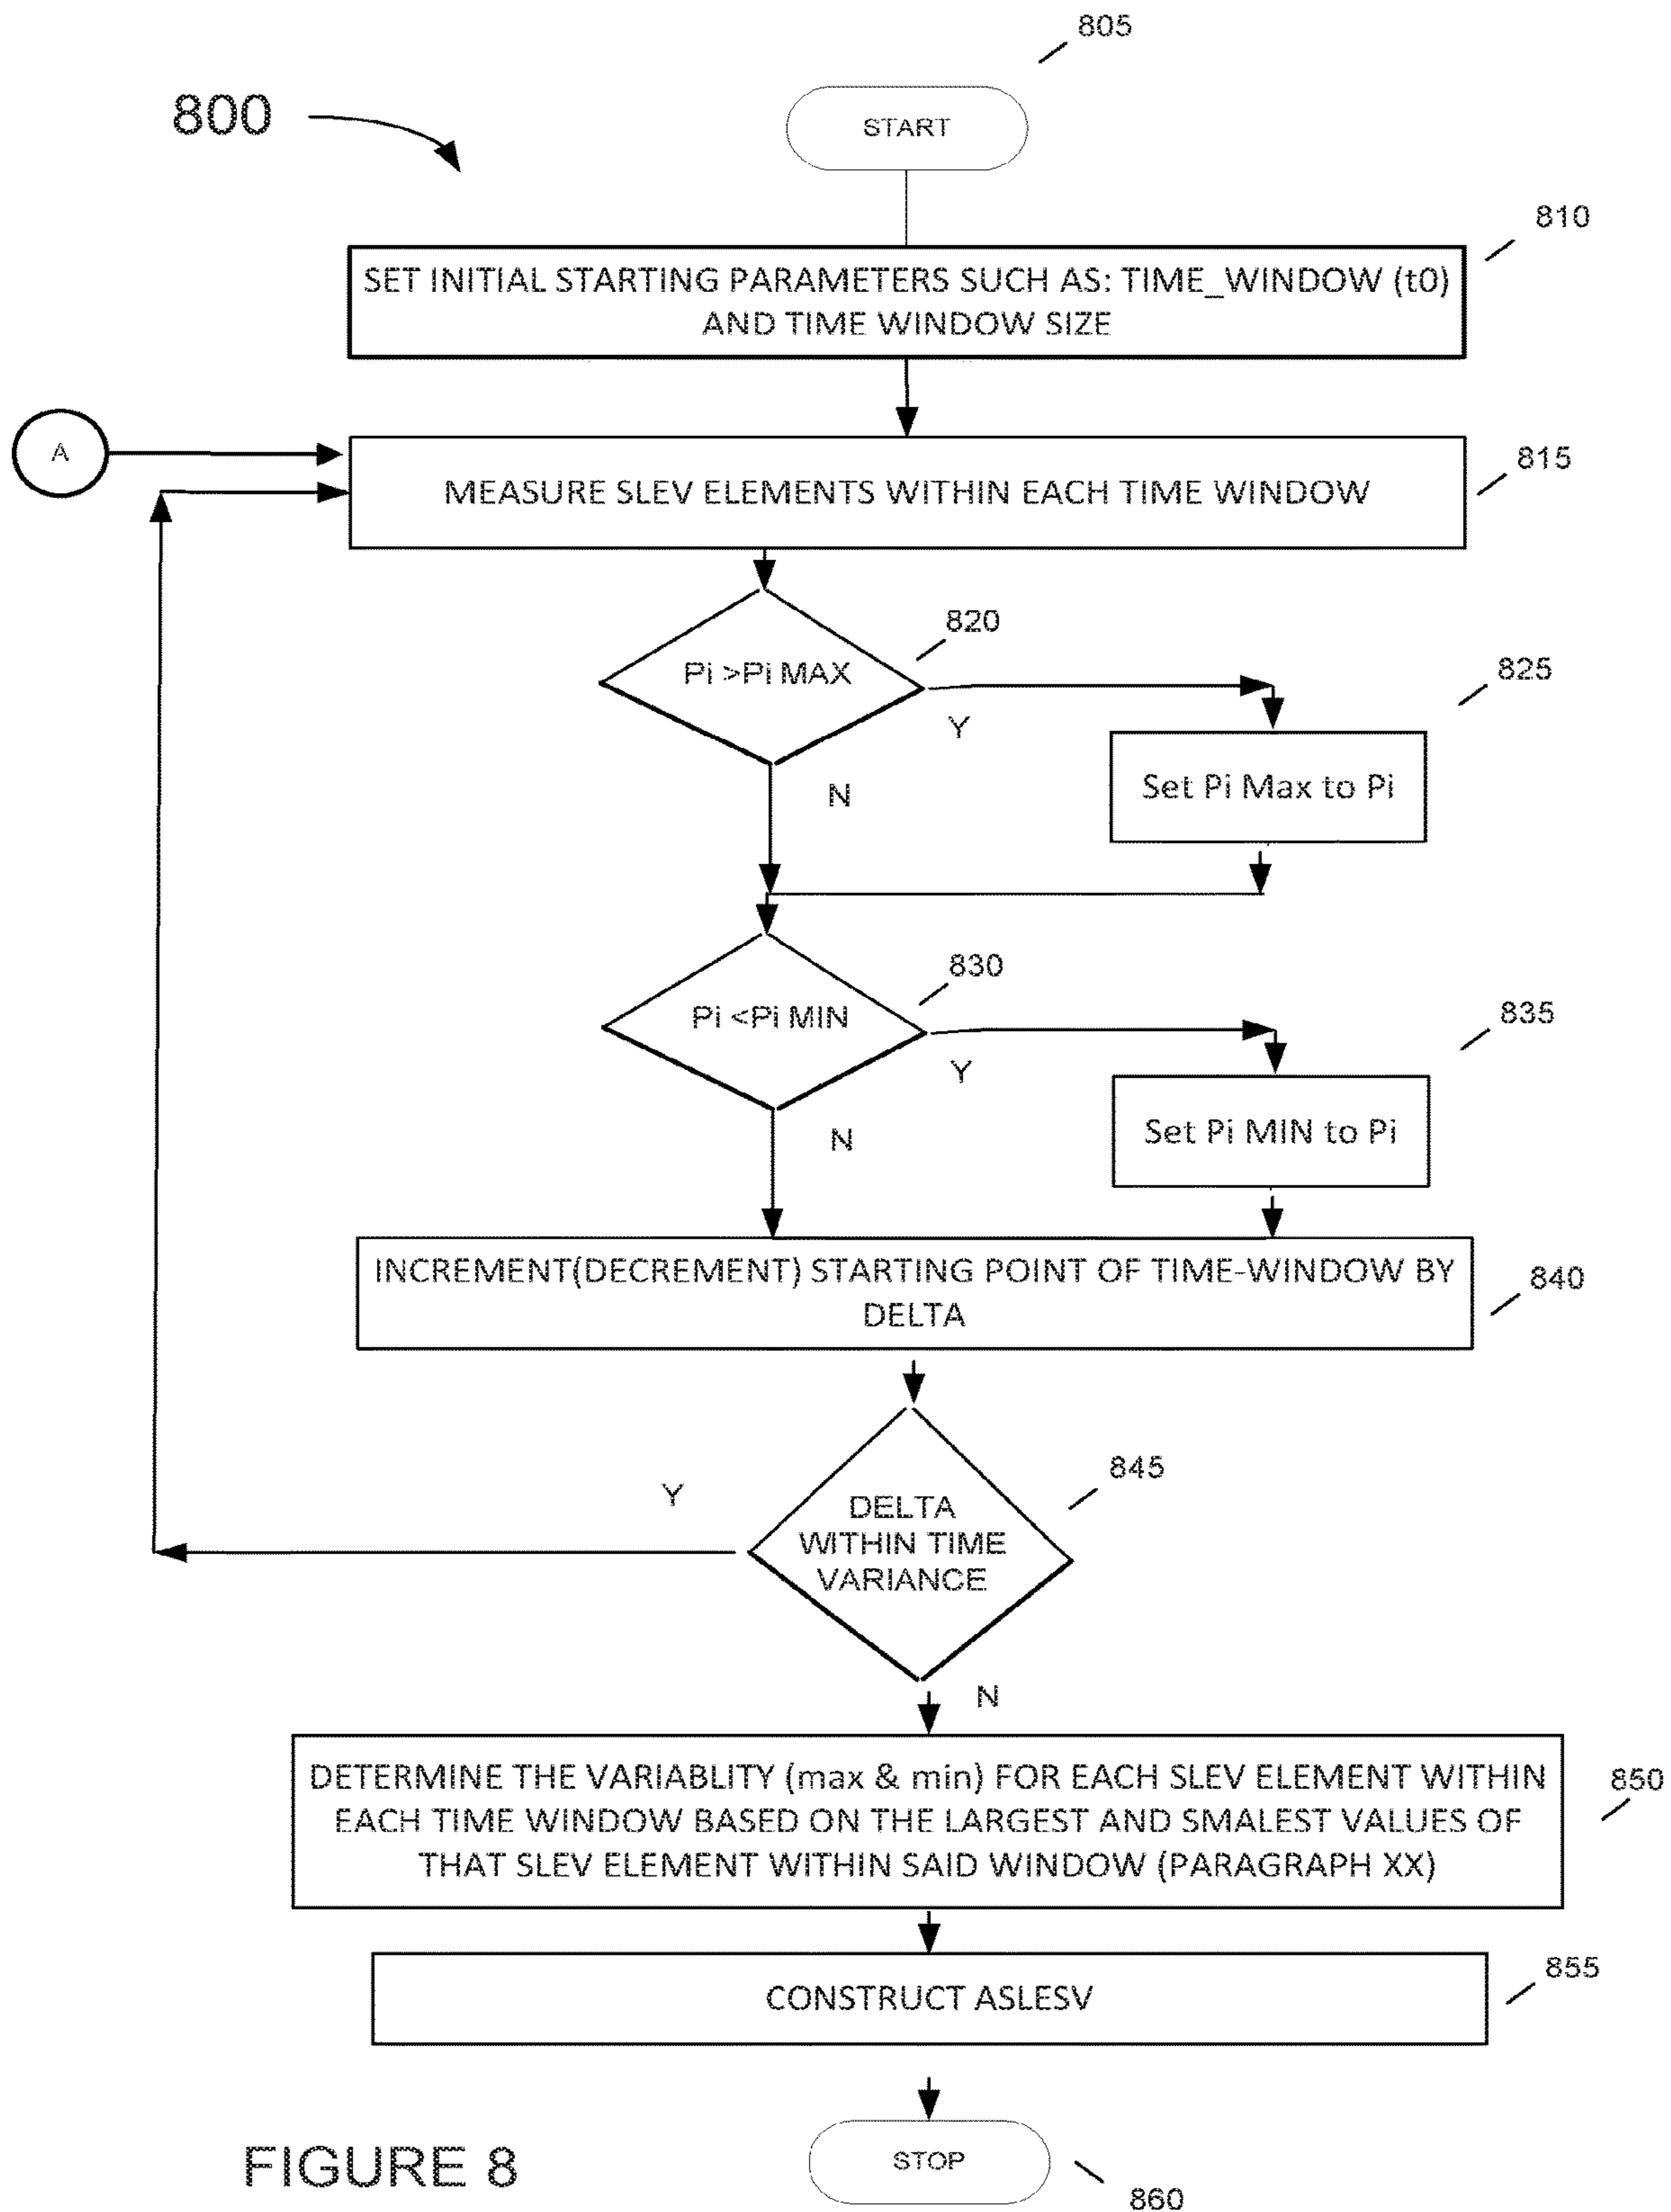 805
800
START
810
SET INITIAL STARTING PARAMETERS SUCH AS: TIME_WINDOW (t0)
AND TIME WINDOW SIZE
A
815
MEASURE SLEV ELEMENTS WITHIN EACH TIME WINDOW
820
Pi >Pi MAX
825
Y
Set Pi Max to Pi
N
830
Pi <Pi MIN
835
Y
Set Pi MIN to Pi
N
INCREMENT(DECREMENT) STARTING POINT OF TIME-WINDOW BY
DELTA
840
845
Y
DELTA
WITHIN TIME
VARIANCE
N
DETERMINE THE VARIABLITY (max & min) FOR EACH SLEV ELEMENT WITHIN
EACH TIME WINDOW BASED ON THE LARGEST AND SMALEST VALUES OF
THAT SLEV ELEMENT WITHIN SAID WINDOW (PARAGRAPH XX)
850
855
CONSTRUCT ASLESV
STOP
860
FIGURE 8